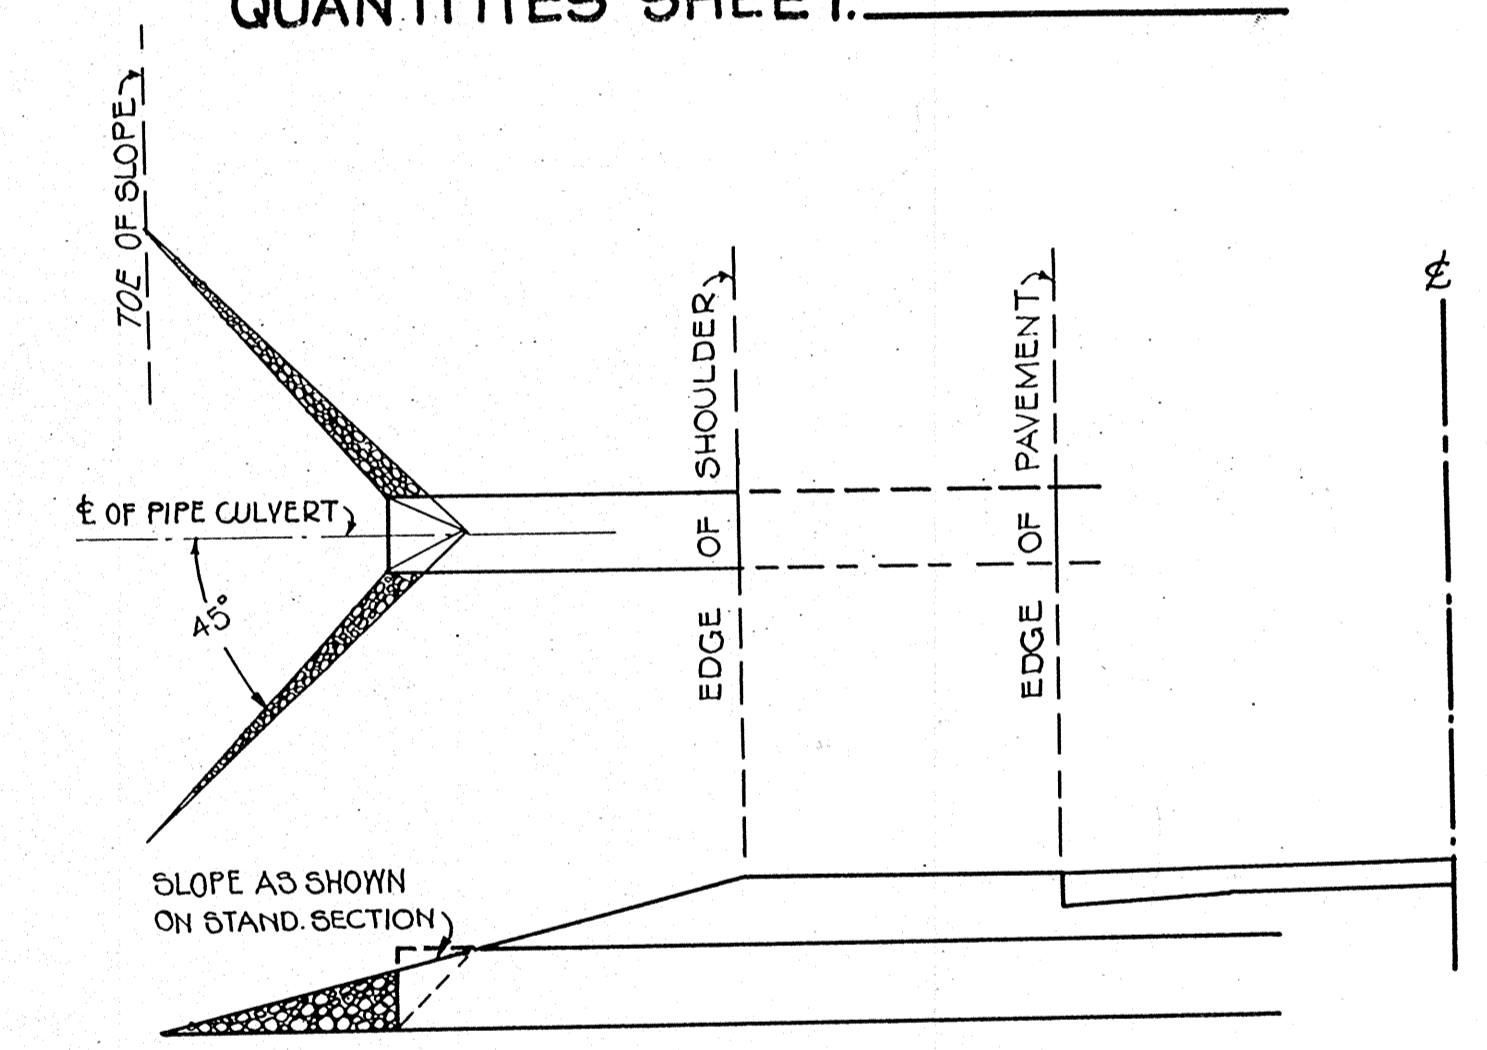 QUANTITIES SHEET.
TOE OF SLOPE
EDGE OF SHOULDER
EDGE OF PAVEMENT
℄
℄ OF PIPE CULVERT
45°
SLOPE AS SHOWN
ON STAND. SECTION